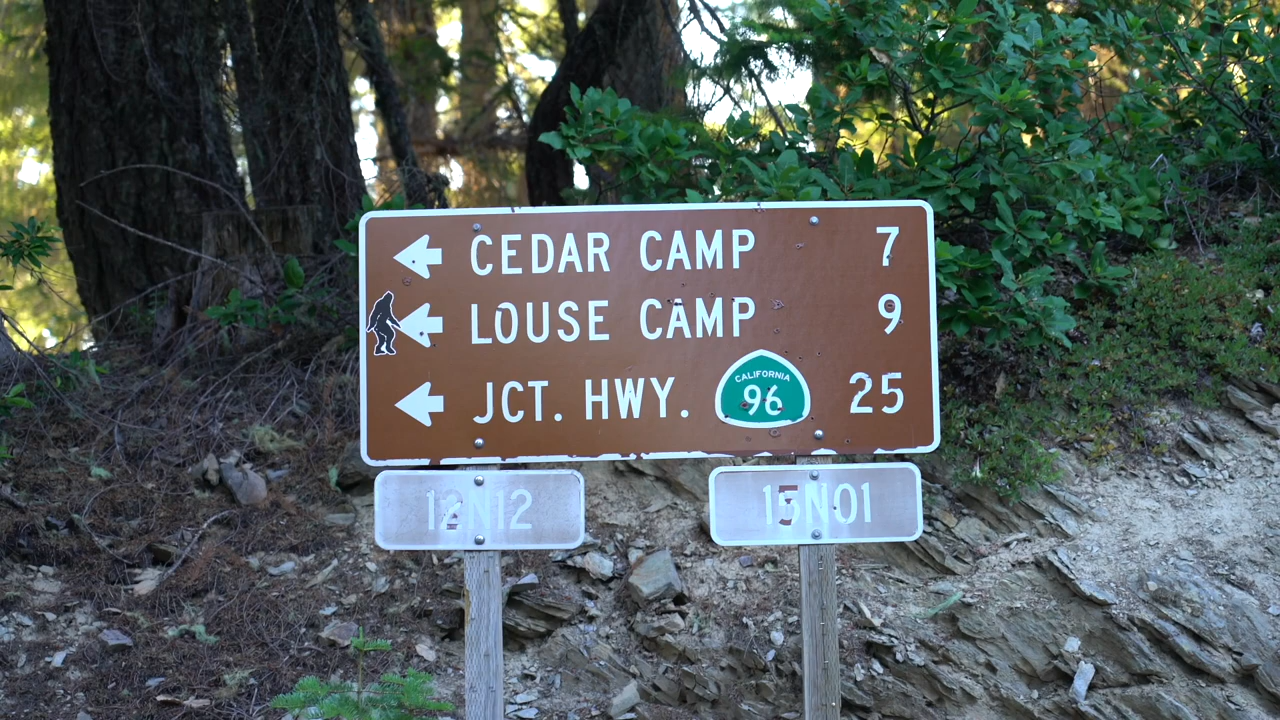 CEDAR CAMP 7
LOUSE CAMP 9
JCT. HWY. CALIFORNIA 96 25
12N12
15N01